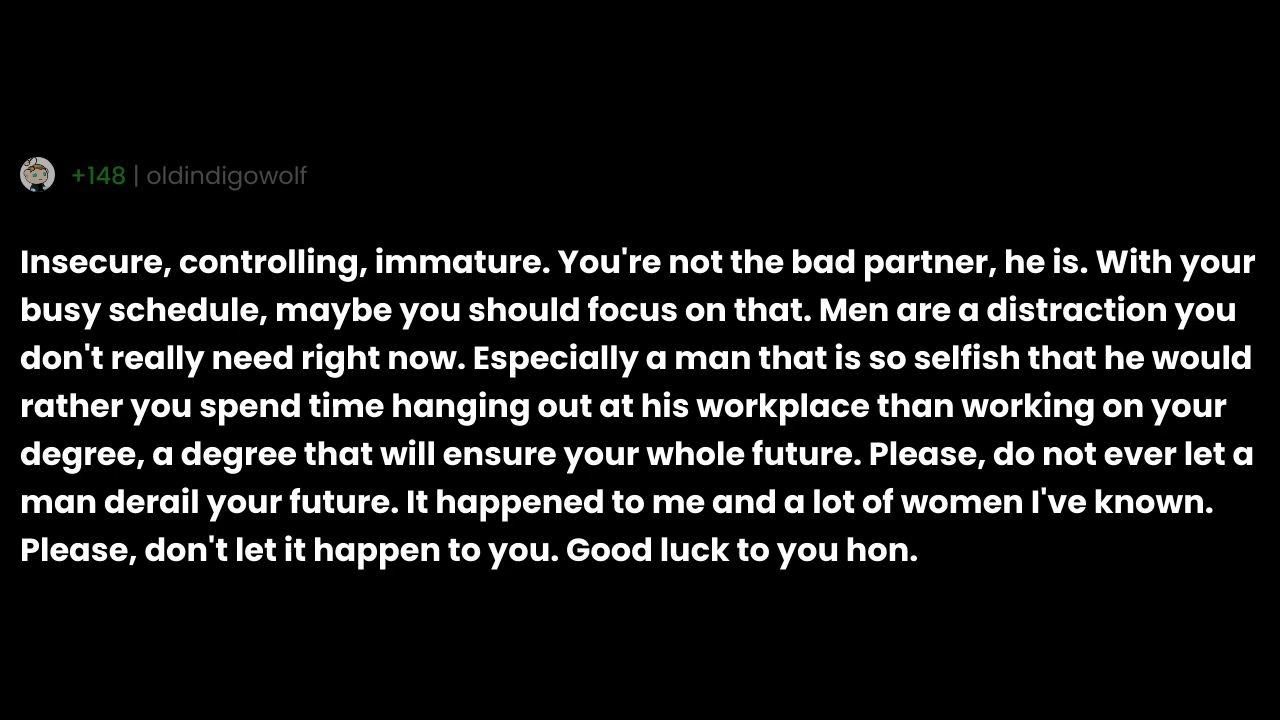 +148 | oldindigowolf
Insecure, controlling, immature. You're not the bad partner, he is. With your
busy schedule, maybe you should focus on that. Men are a distraction you
don't really need right now. Especially a man that is so selfish that he would
rather you spend time hanging out at his workplace than working on your
degree, a degree that will ensure your whole future. Please, do not ever let a
man derail your future. It happened to me and a lot of women I've known.
Please, don't let it happen to you. Good luck to you hon.